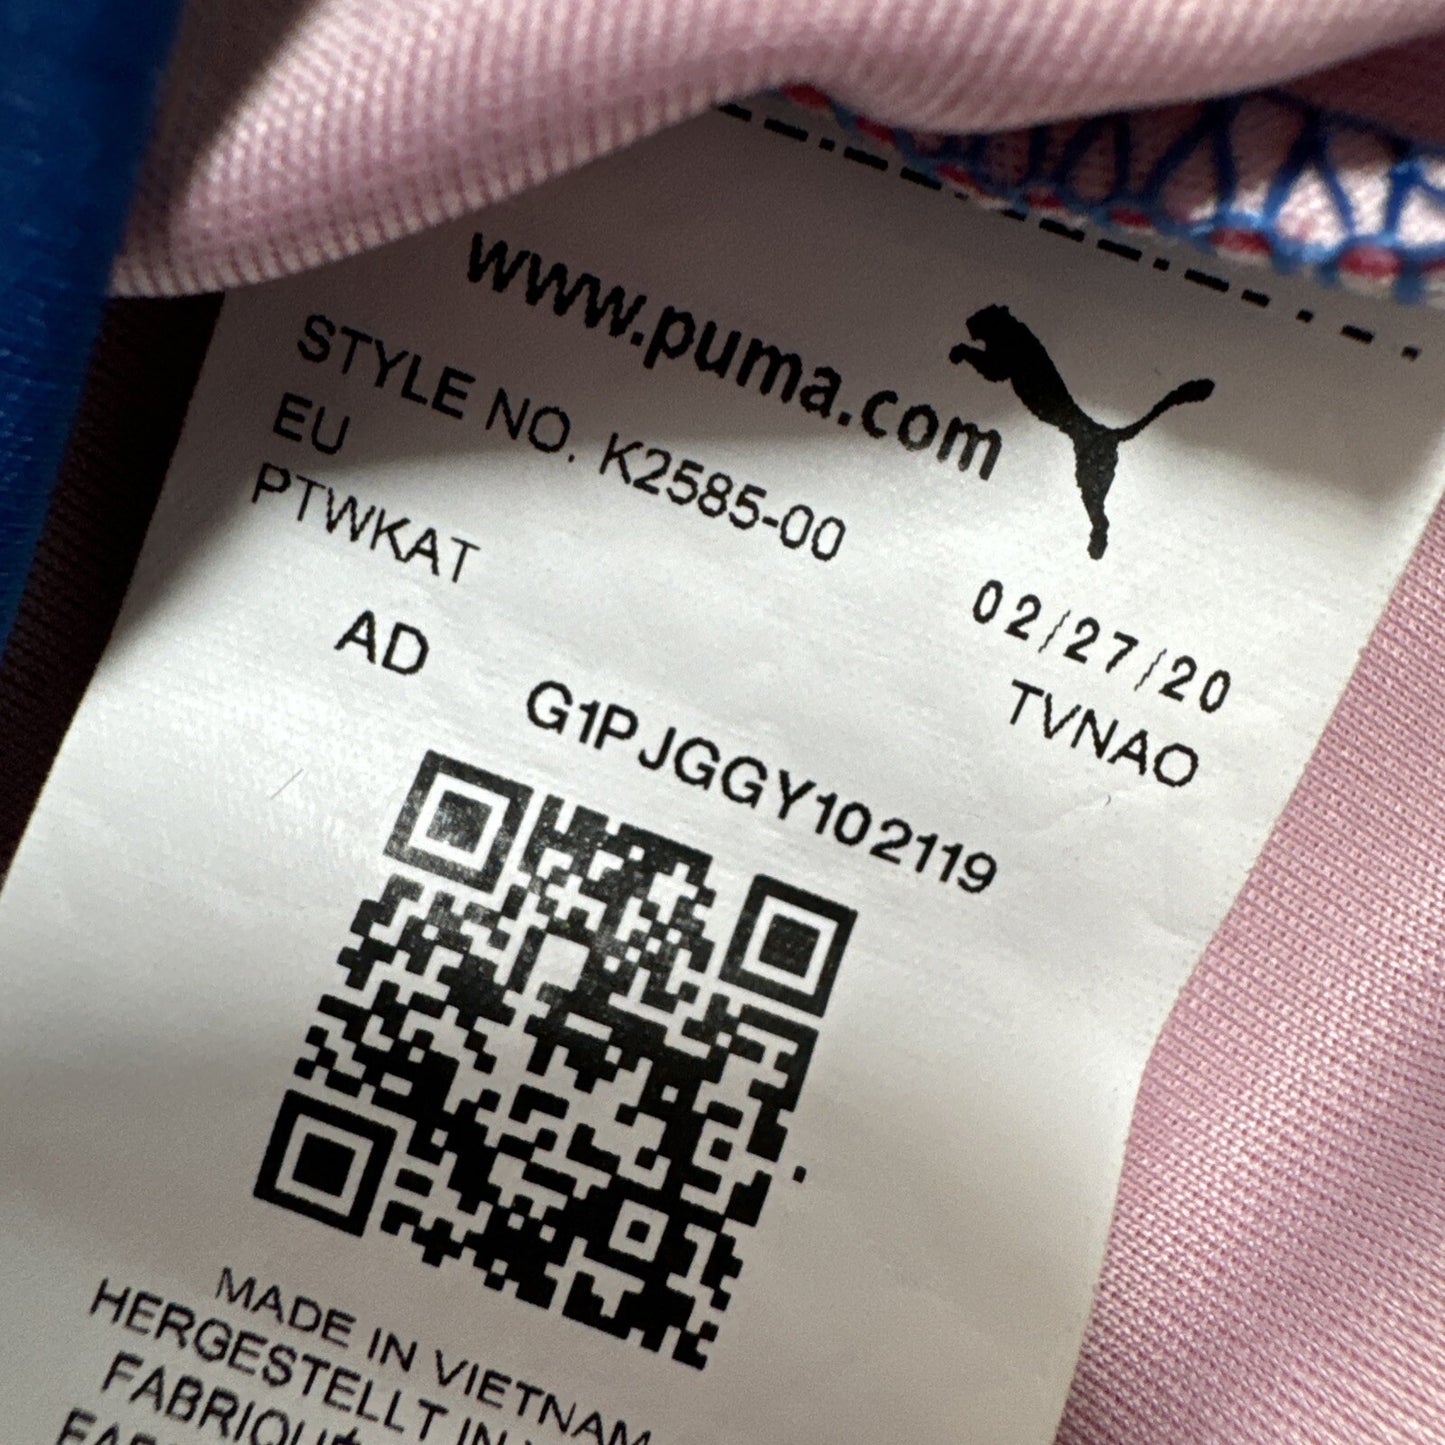 www.puma.com
STYLE NO. K2585-00
EU
PTWKAT
02/27/20
TVNAO
AD G1PJGGY102119
MADE IN VIETNAM
HERGESTELLT IN